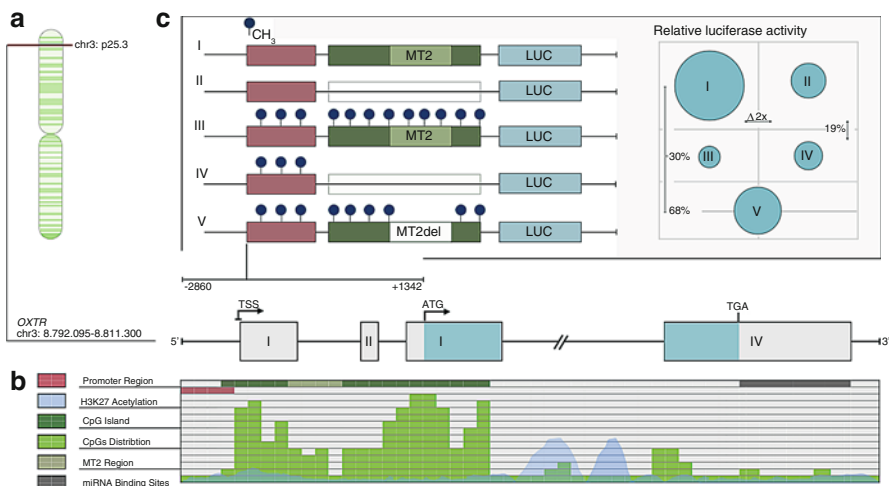 a
chr3: p25.3
OXTR
chr3: 8.792.095-8.811.300
c
CH3
I
MT2
LUC
II
LUC
III
MT2
LUC
IV
LUC
V
MT2del
LUC
-2860
+1342
Relative luciferase activity
I
II
Δ2x
19%
30%
III
IV
68%
V
TSS
ATG
TGA
5'
I
II
I
IV
3'
b
Promoter Region
H3K27 Acetylation
CpG Island
CpGs Distribtion
MT2 Region
miRNA Binding Sites